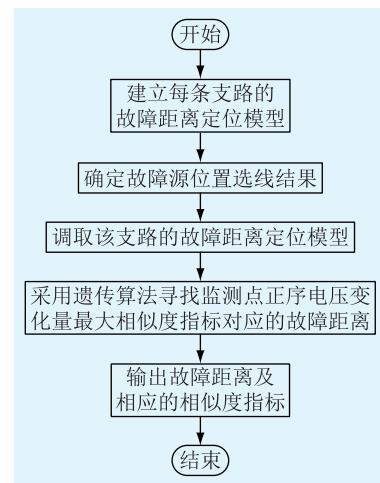 开始
建立每条支路的
故障距离定位模型
确定故障源位置选线结果
调取该支路的故障距离定位模型
采用遗传算法寻找监测点正序电压变
化量最大相似度指标对应的故障距离
输出故障距离及
相应的相似度指标
结束